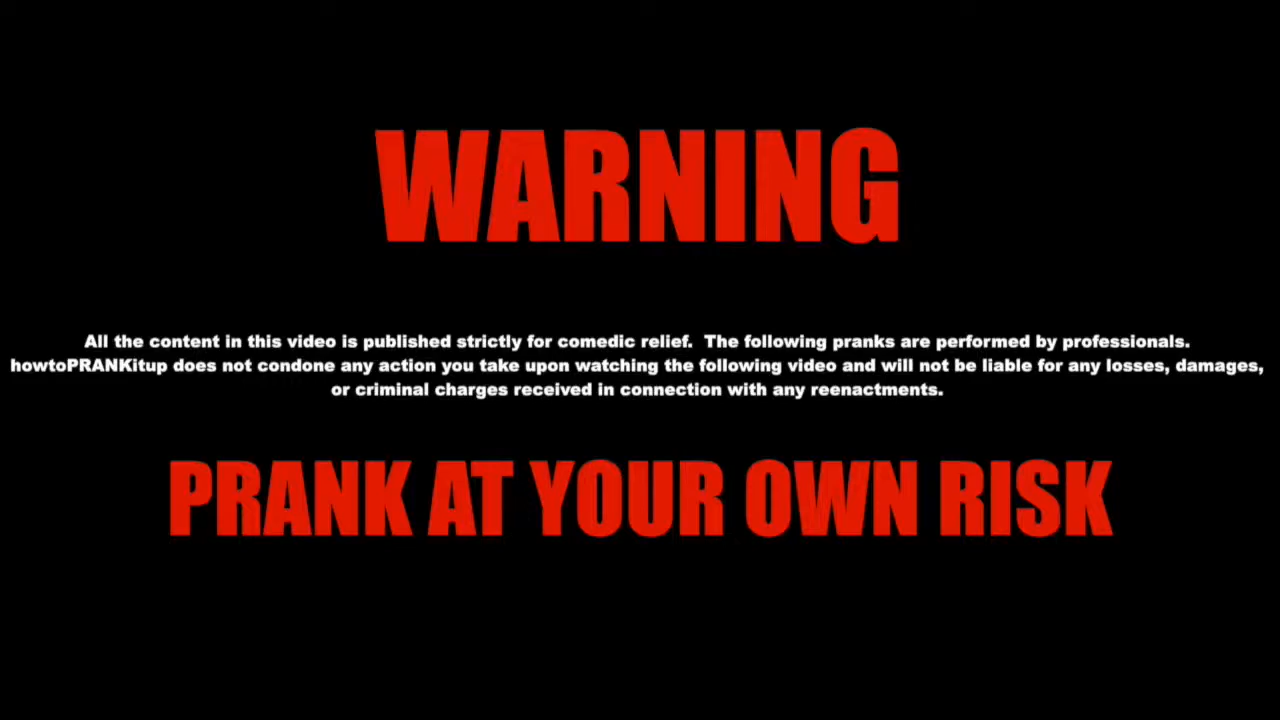 WARNING
All the content in this video is published strictly for comedic relief.  The following pranks are performed by professionals.
howtoPRANKitup does not condone any action you take upon watching the following video and will not be liable for any losses, damages,
or criminal charges received in connection with any reenactments.
PRANK AT YOUR OWN RISK